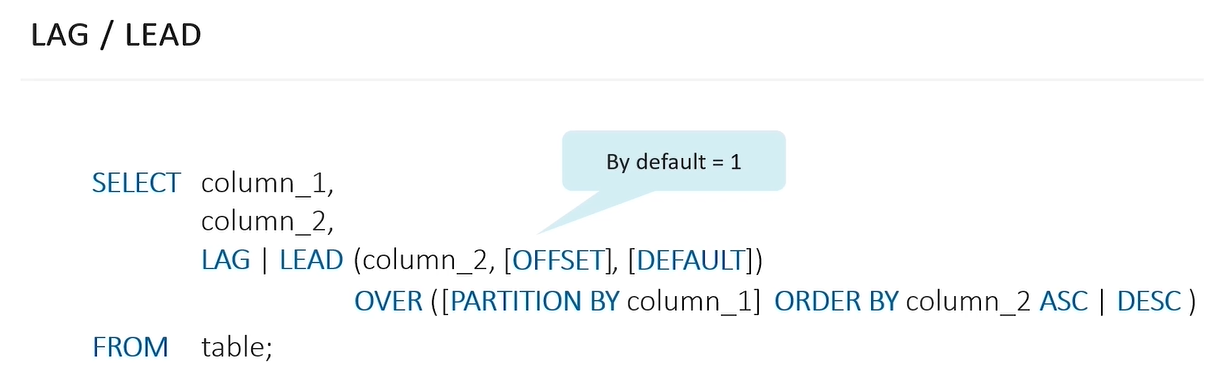 LAG / LEAD
By default = 1
SELECT column_1,
column_2,
LAG | LEAD (column_2, [OFFSET], [DEFAULT])
OVER ([PARTITION BY column_1] ORDER BY column_2 ASC | DESC )
FROM table;